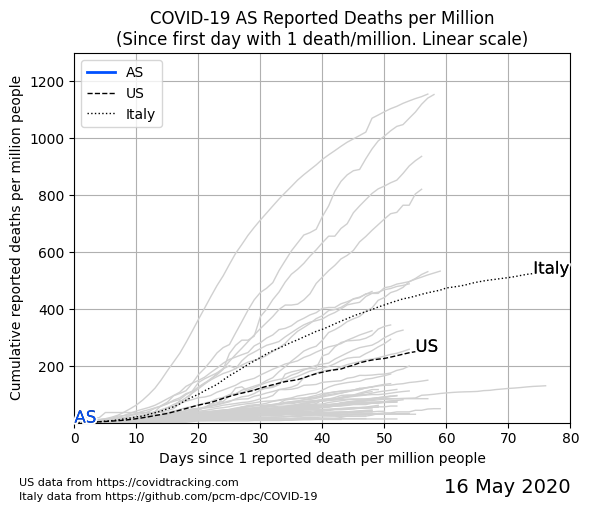 COVID-19 AS Reported Deaths per Million
(Since first day with 1 death/million. Linear scale)
Cumulative reported deaths per million people
1200
1000
800
600
400
200
AS
US
Italy
Italy
US
AS
0
10
20
30
40
50
60
70
80
Days since 1 reported death per million people
US data from https://covidtracking.com
Italy data from https://github.com/pcm-dpc/COVID-19
16 May 2020